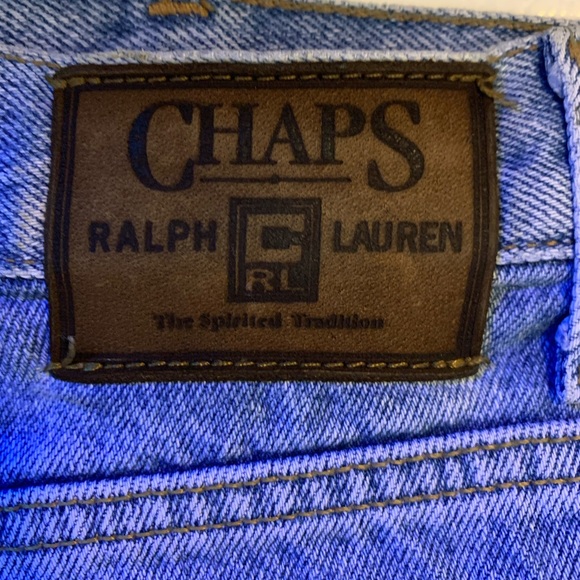 CHAPS
RALPH LAUREN
RL
The Spirited Tradition